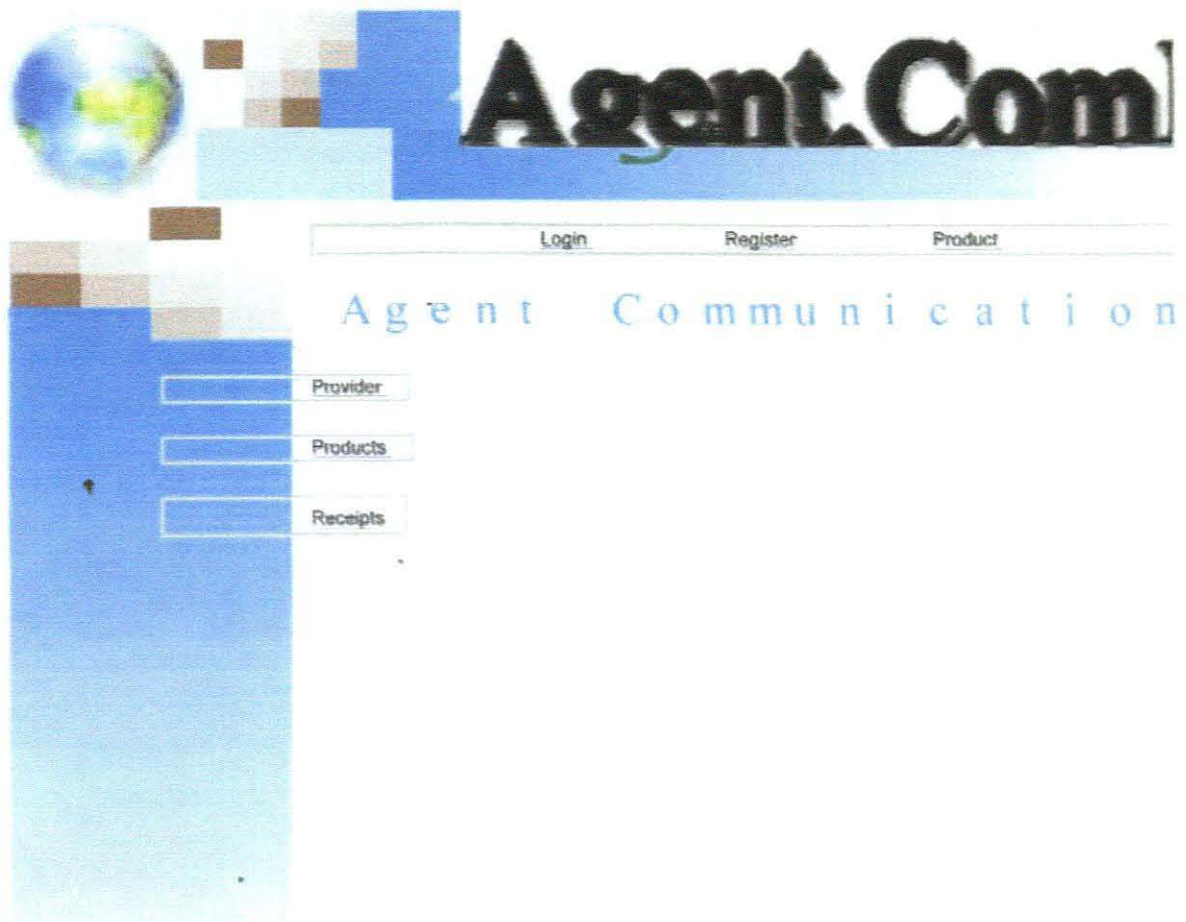 Agent.Com
Login Register Product
Agent Communication
Provider
Products
Receipts